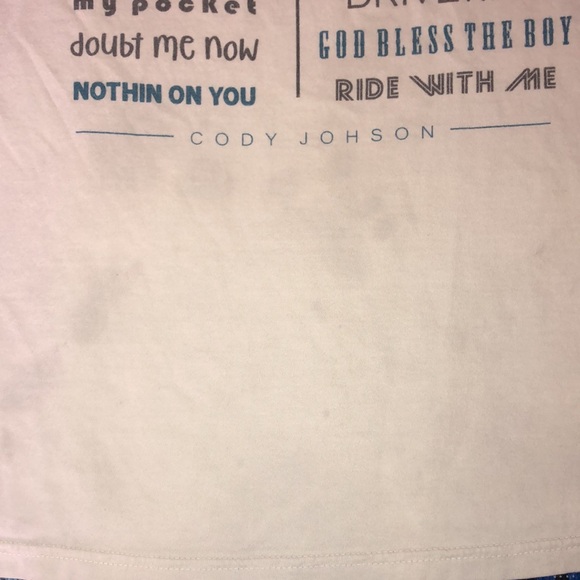 my pocket
doubt me now
NOTHIN ON YOU
GOD BLESS THE BOY
RIDE WITH ME
CODY JOHSON